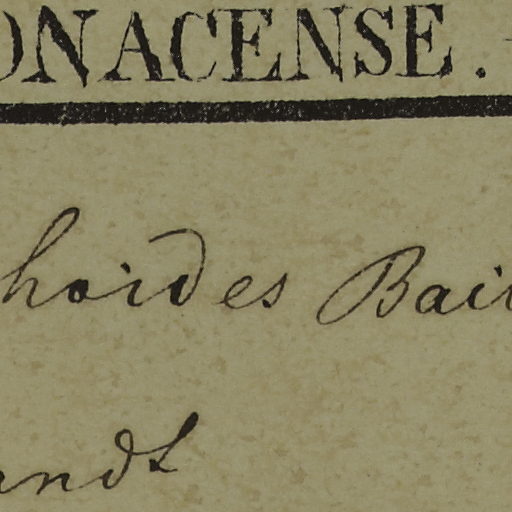 ONACENSE.
hoides Bai
andt